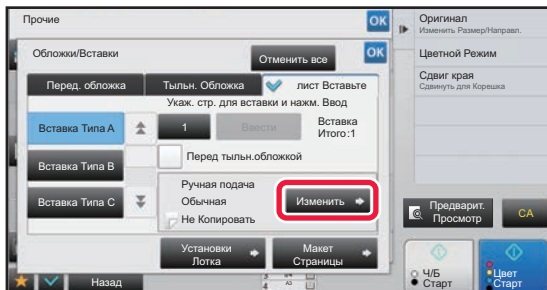 Прочие
OK
Обложки/Вставки
Отменить все
OK
Перед. обложка
Тыльн. Обложка
лист Вставьте
Укаж. стр. для вставки и нажм. Ввод
Вставка Типа A
1
Ввести
Вставка
Итого:1
Перед тыльн.обложкой
Вставка Типа B
Ручная подача
Обычная
Изменить
Не Копировать
Вставка Типа C
Установки
Лотка
Макет
Страницы
Назад
3
4
A3
Оригинал
Изменить Размер/Направл.
Цветной Режим
Сдвиг края
Сдвинуть для Корешка
Предварит.
Просмотр
CA
Ч/Б
Старт
Цвет
Старт